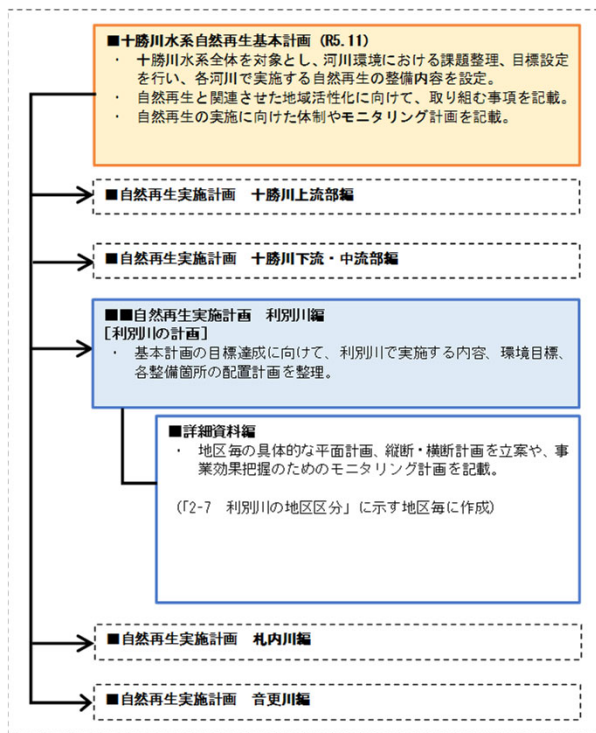 ■十勝川水系自然再生基本計画 (R5.11)
・ 十勝川水系全体を対象とし、河川環境における課題整理、目標設定
を行い、各河川で実施する自然再生の整備内容を設定。
・ 自然再生と関連させた地域活性化に向けて、取り組む事項を記載。
・ 自然再生の実施に向けた体制やモニタリング計画を記載。
■自然再生実施計画 十勝川上流部編
■自然再生実施計画 十勝川下流・中流部編
■■自然再生実施計画 利別川編
[利別川の計画]
・ 基本計画の目標達成に向けて、利別川で実施する内容、環境目標、
各整備箇所の配置計画を整理。
■詳細資料編
・ 地区毎の具体的な平面計画、縦断・横断計画を立案や、事
業効果把握のためのモニタリング計画を記載。
(「2-7 利別川の地区区分」に示す地区毎に作成)
■自然再生実施計画 札内川編
■自然再生実施計画 音更川編